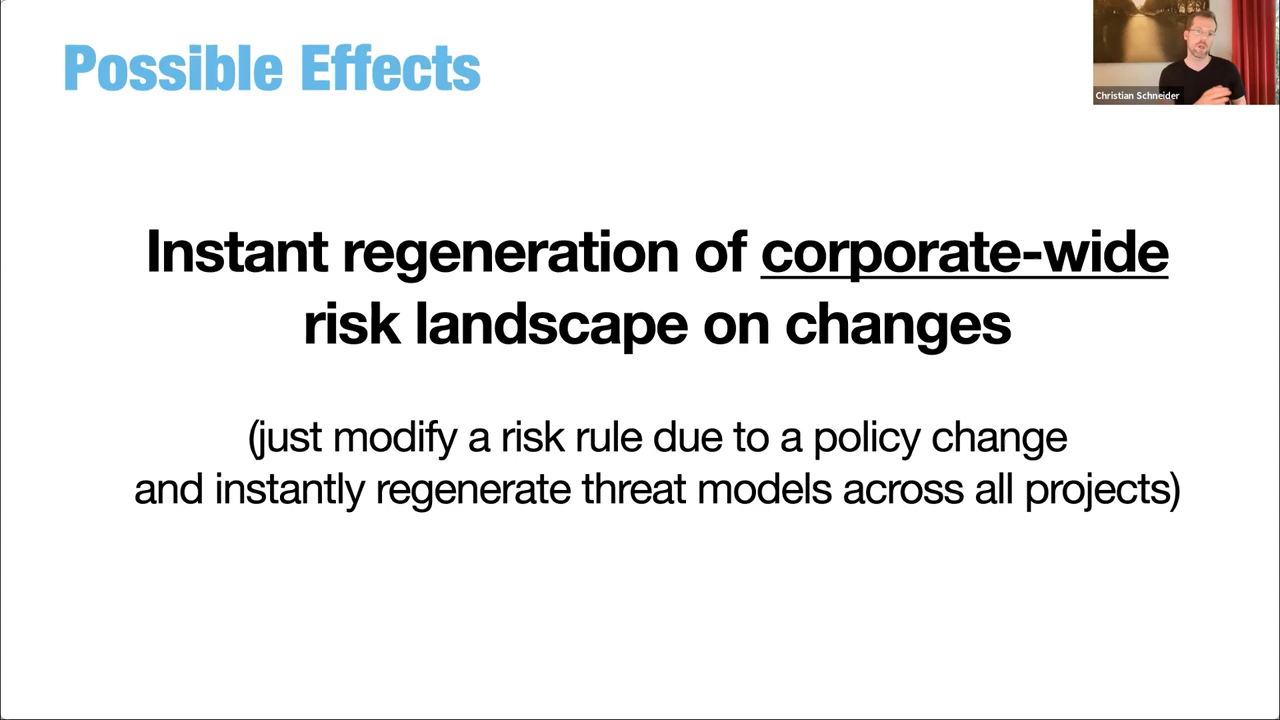 Possible Effects
Christian Schneider
Instant regeneration of corporate-wide
risk landscape on changes
(just modify a risk rule due to a policy change
and instantly regenerate threat models across all projects)